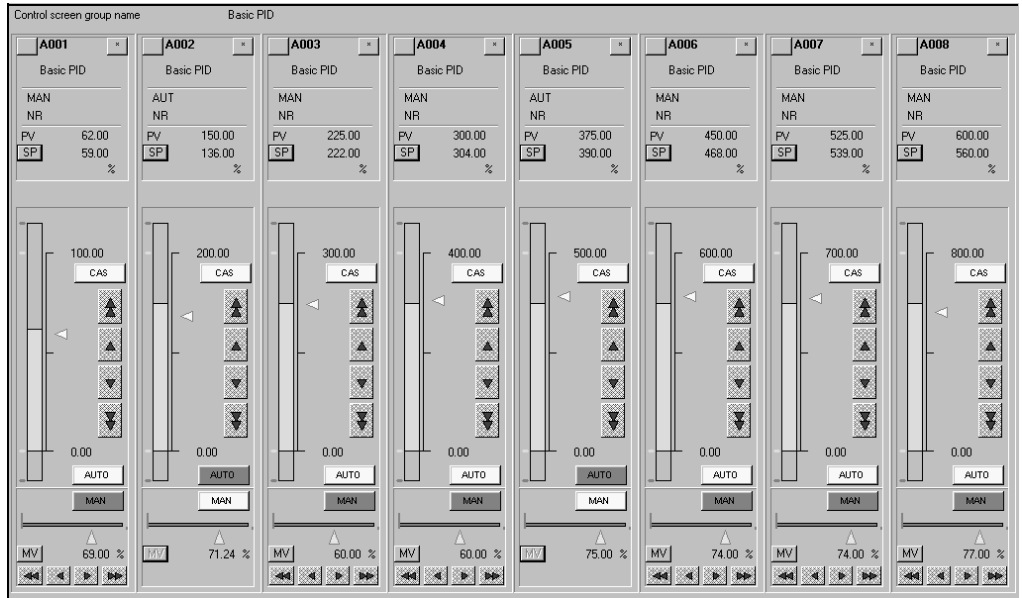 Control screen group name Basic PID
A001 × A002 × A003 × A004 × A005 × A006 × A007 × A008 ×
Basic PID Basic PID Basic PID Basic PID Basic PID Basic PID Basic PID Basic PID
MAN AUT MAN MAN AUT MAN MAN MAN
NR NR NR NR NR NR NR NR
PV 62.00 PV 150.00 PV 225.00 PV 300.00 PV 375.00 PV 450.00 PV 525.00 PV 600.00
SP 59.00 SP 136.00 SP 222.00 SP 304.00 SP 390.00 SP 468.00 SP 539.00 SP 560.00
% % % % % % % %
100.00 200.00 300.00 400.00 500.00 600.00 700.00 800.00
CAS CAS CAS CAS CAS CAS CAS CAS
0.00 0.00 0.00 0.00 0.00 0.00 0.00 0.00
AUTO AUTO AUTO AUTO AUTO AUTO AUTO AUTO
MAN MAN MAN MAN MAN MAN MAN MAN
MV 69.00 % MV 71.24 % MV 60.00 % MV 60.00 % MV 75.00 % MV 74.00 % MV 74.00 % MV 77.00 %